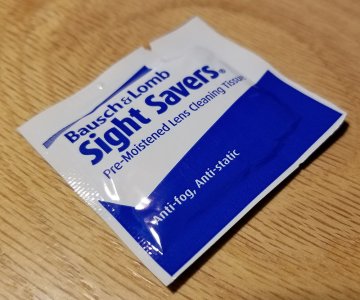 Bausch & Lomb
Sight Savers®
Pre-Moistened Lens Cleaning Tissue
Anti-fog, Anti-static